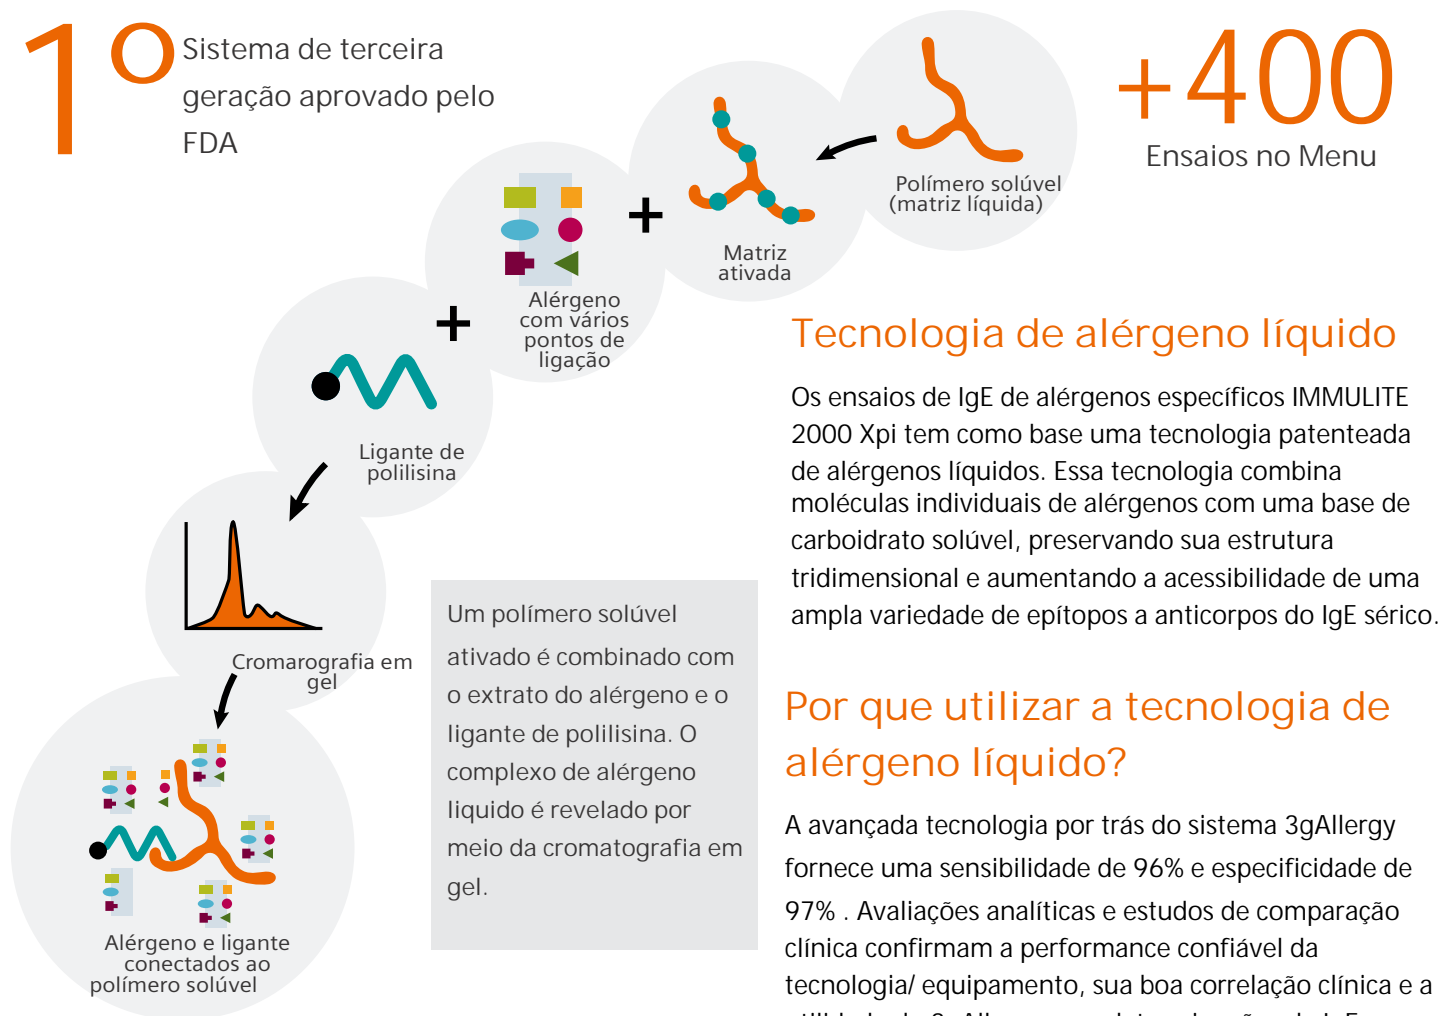 1º
Sistema de terceira
geração aprovado pelo
FDA
+400
Ensaios no Menu
Polímero solúvel
(matriz líquida)
Matriz
ativada
Alérgeno
com vários
pontos de
ligação
Ligante de
polilisina
Cromarografia em
gel
Alérgeno e ligante
conectados ao
polímero solúvel
Um polímero solúvel
ativado é combinado com
o extrato do alérgeno e o
ligante de polilisina. O
complexo de alérgeno
liquido é revelado por
meio da cromatografia em
gel.
Tecnologia de alérgeno líquido
Os ensaios de IgE de alérgenos específicos IMMULITE
2000 Xpi tem como base uma tecnologia patenteada
de alérgenos líquidos. Essa tecnologia combina
moléculas individuais de alérgenos com uma base de
carboidrato solúvel, preservando sua estrutura
tridimensional e aumentando a acessibilidade de uma
ampla variedade de epítopos a anticorpos do IgE sérico.
Por que utilizar a tecnologia de
alérgeno líquido?
A avançada tecnologia por trás do sistema 3gAllergy
fornece uma sensibilidade de 96% e especificidade de
97% . Avaliações analíticas e estudos de comparação
clínica confirmam a performance confiável da
tecnologia/ equipamento, sua boa correlação clínica e a